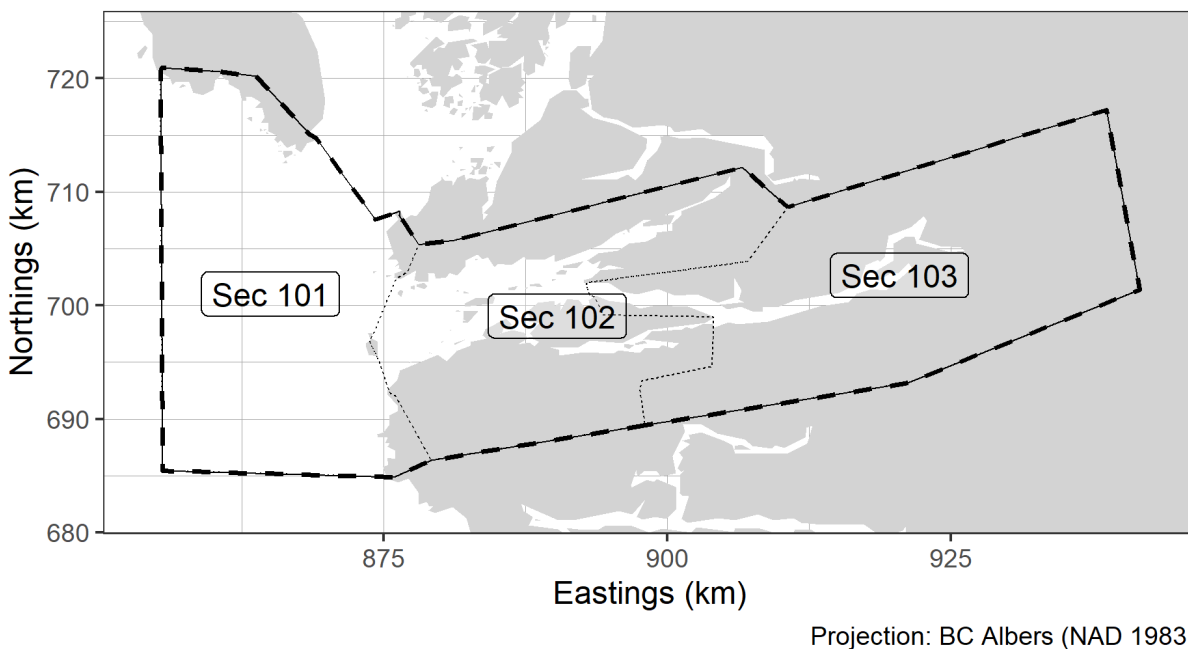 720
710
700
690
680
Northings (km)
Sec 101
Sec 102
Sec 103
875
900
925
Eastings (km)
Projection: BC Albers (NAD 1983